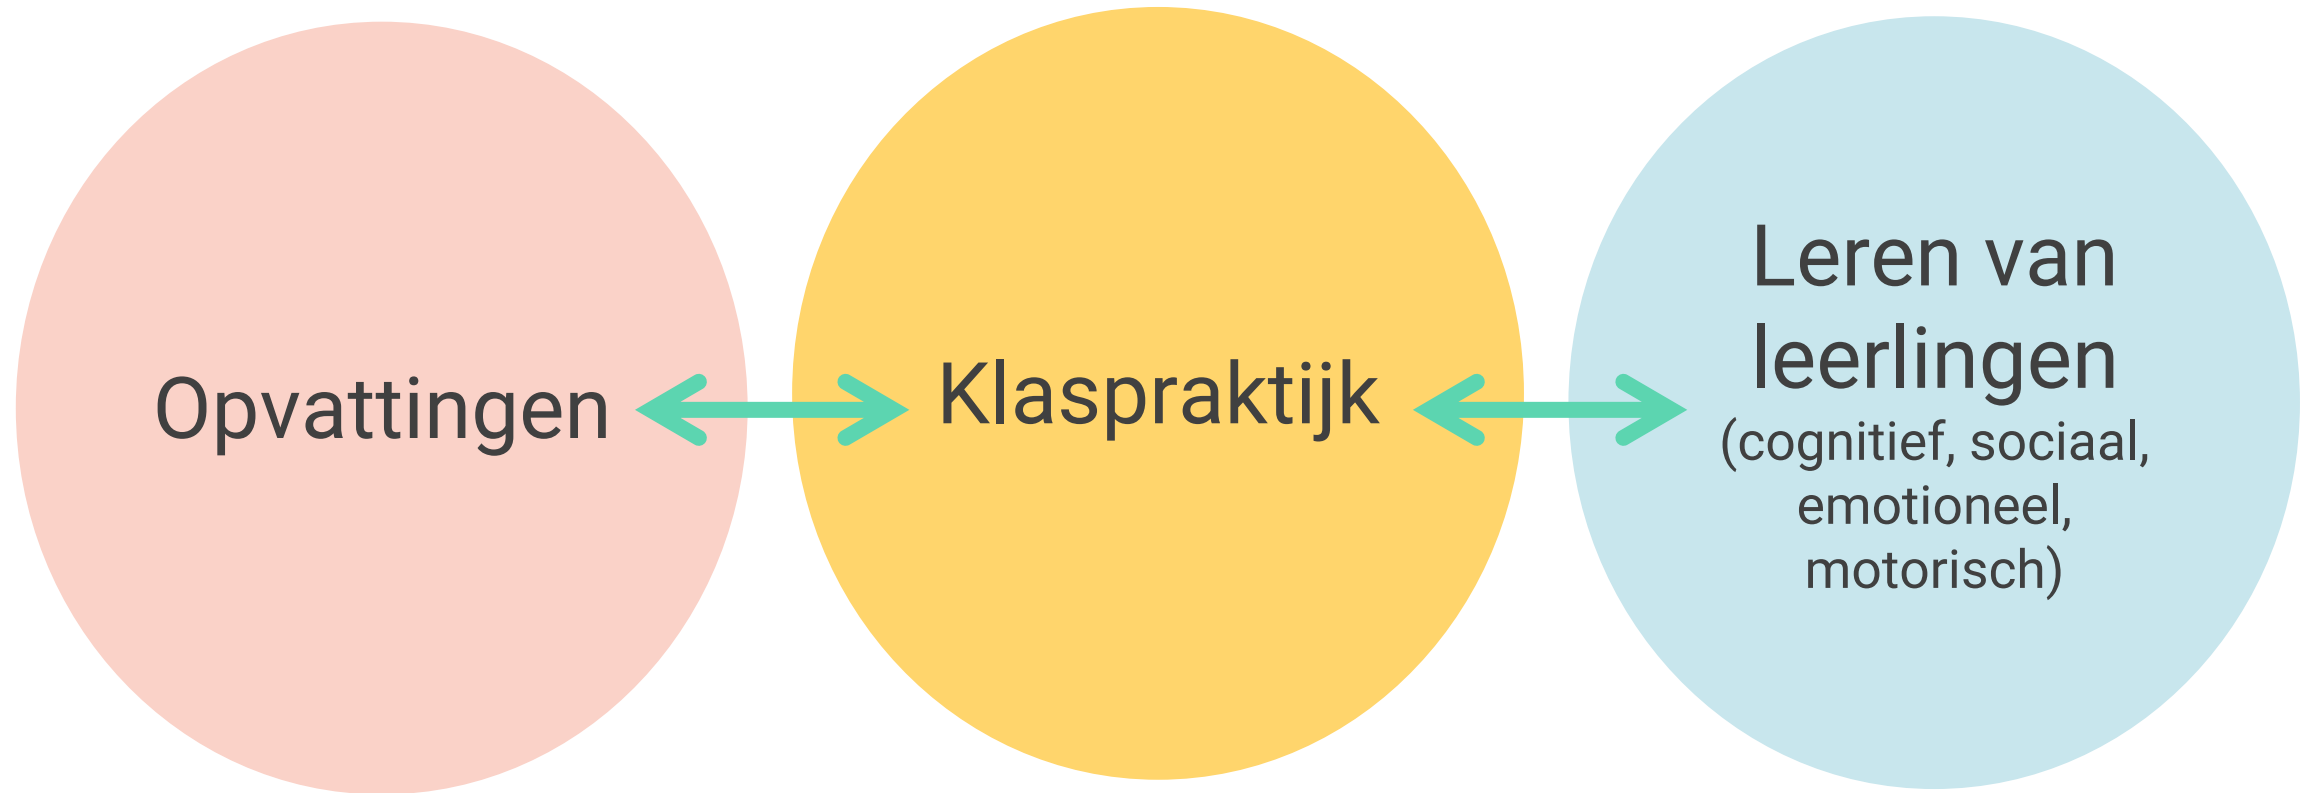 Opvattingen
Klaspraktijk
Leren van
leerlingen
(cognitief, sociaal,
emotioneel,
motorisch)